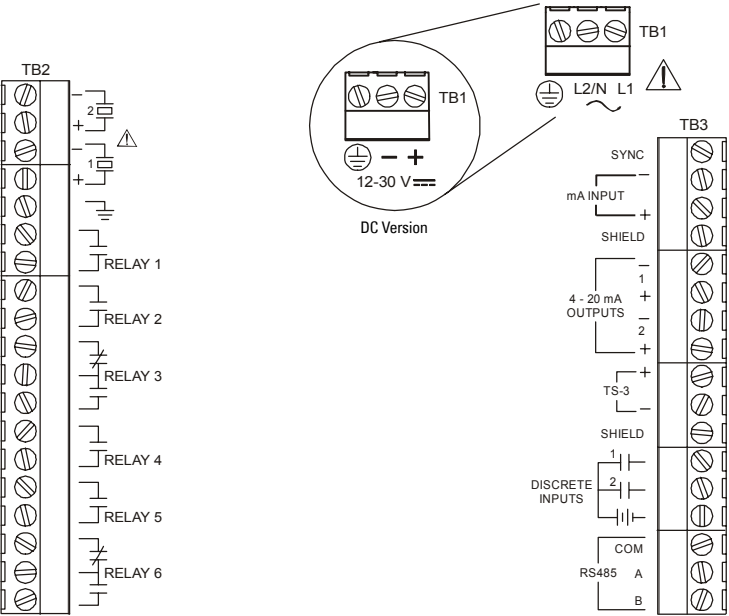 TB2
− 2 +
− 1 +
RELAY 1
RELAY 2
RELAY 3
RELAY 4
RELAY 5
RELAY 6
TB1
− +
12-30 V
DC Version
TB1
L2/N L1
TB3
SYNC
−
mA INPUT
+
SHIELD
−
1
+
4 - 20 mA
OUTPUTS
−
2
+
+
TS-3
−
SHIELD
1
2
DISCRETE
INPUTS
COM
RS485 A
B